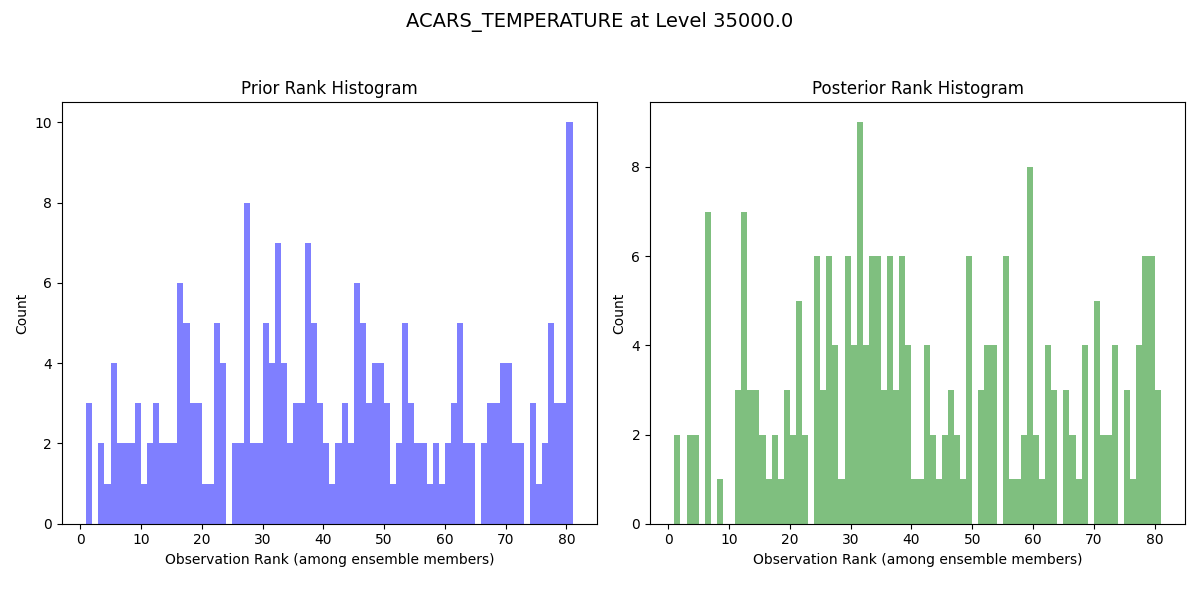 ACARS_TEMPERATURE at Level 35000.0
Prior Rank Histogram
Count
10
8
6
4
2
0
0 10 20 30 40 50 60 70 80
Observation Rank (among ensemble members)
Posterior Rank Histogram
Count
8
6
4
2
0
0 10 20 30 40 50 60 70 80
Observation Rank (among ensemble members)